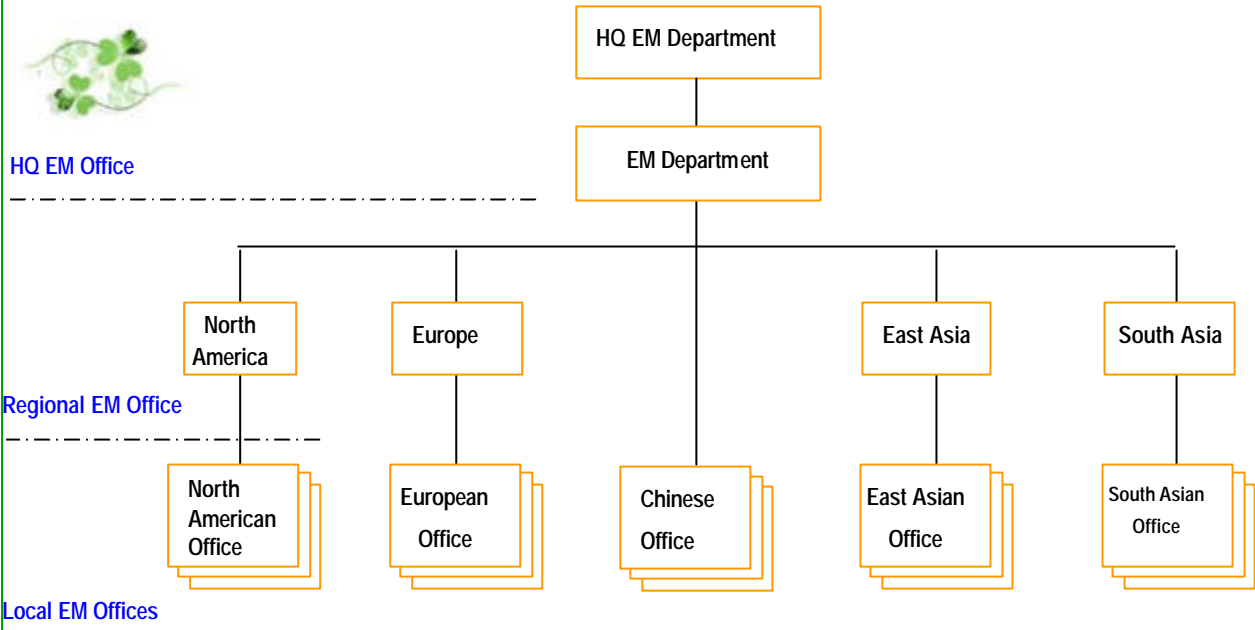 HQ EM Department
EM Department
HQ EM Office
North
America
Europe
East Asia
South Asia
Regional EM Office
North
American
Office
European
Office
Chinese
Office
East Asian
Office
South Asian
Office
Local EM Offices